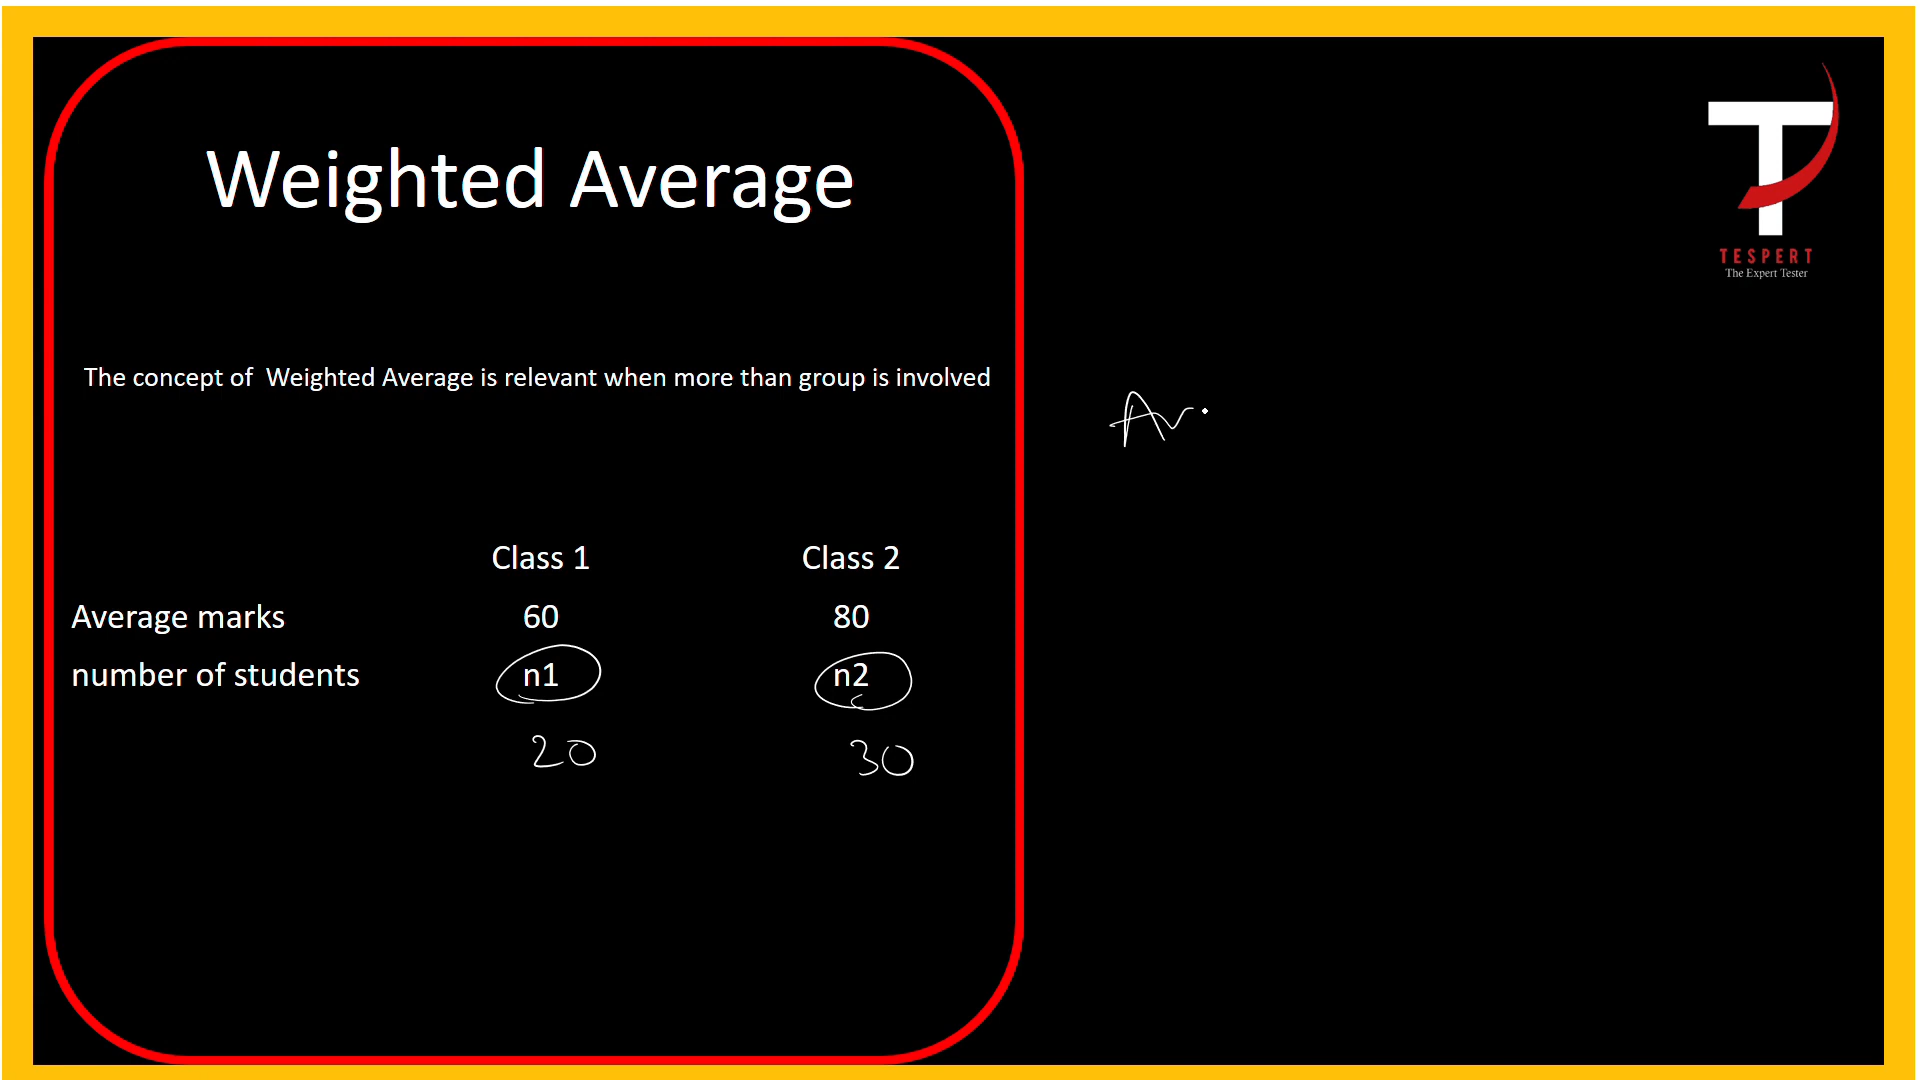 Weighted Average
TESPERT
The Expert Tester
The concept of  Weighted Average is relevant when more than group is involved
Av
Class 1 Class 2
Average marks 60 80
number of students n1 n2
20 30